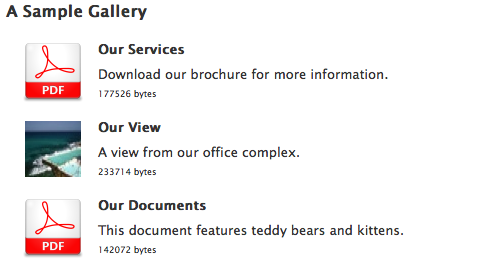 A Sample Gallery
Our Services
Download our brochure for more information.
PDF
177526 bytes
Our View
A view from our office complex.
233714 bytes
Our Documents
This document features teddy bears and kittens.
PDF
142072 bytes